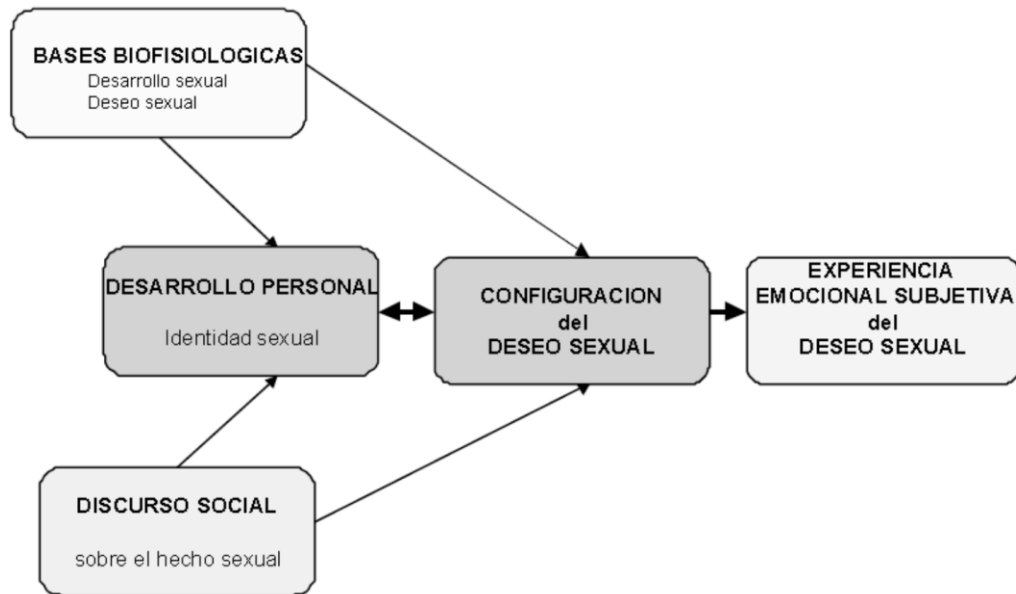 BASES BIOFISIOLOGICAS
Desarrollo sexual
Deseo sexual
DESARROLLO PERSONAL
Identidad sexual
CONFIGURACION
del
DESEO SEXUAL
EXPERIENCIA
EMOCIONAL SUBJETIVA
del
DESEO SEXUAL
DISCURSO SOCIAL
sobre el hecho sexual